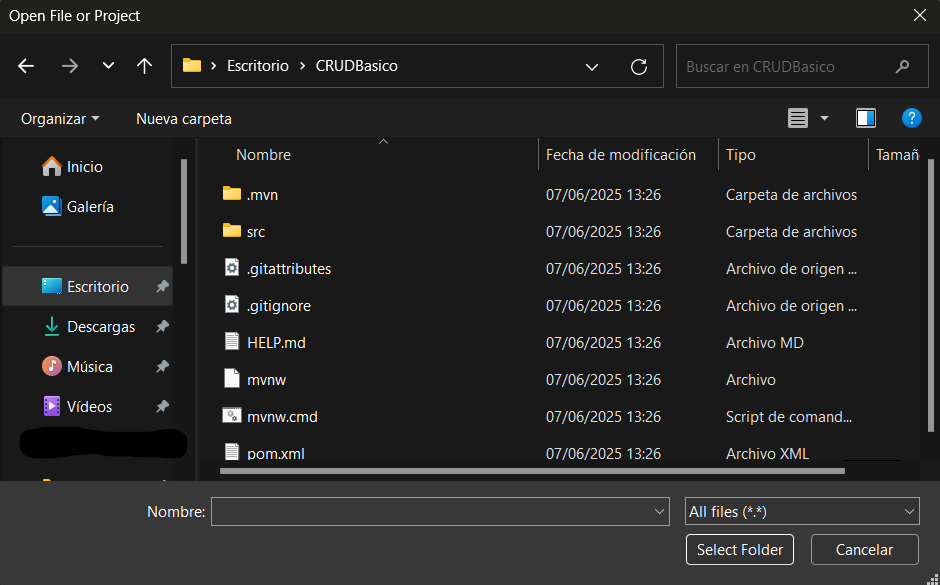 Open File or Project
Escritorio CRUDBasico
Buscar en CRUDBasico
Organizar Nueva carpeta
?
Nombre Fecha de modificación Tipo Tamañ
Inicio
Galería
Escritorio
Descargas
Música
Vídeos
.mvn 07/06/2025 13:26 Carpeta de archivos
src 07/06/2025 13:26 Carpeta de archivos
.gitattributes 07/06/2025 13:26 Archivo de origen ...
.gitignore 07/06/2025 13:26 Archivo de origen ...
HELP.md 07/06/2025 13:26 Archivo MD
mvnw 07/06/2025 13:26 Archivo
mvnw.cmd 07/06/2025 13:26 Script de comand...
pom.xml 07/06/2025 13:26 Archivo XML
Nombre: All files (*.*)
Select Folder Cancelar